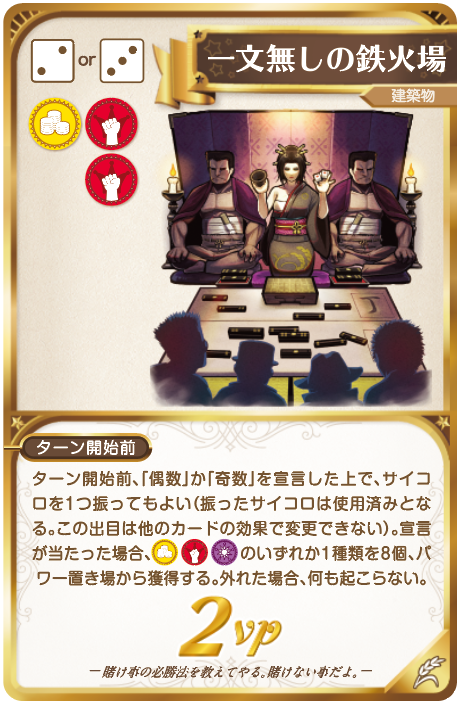 or
一文無しの鉄火場
建築物
ターン開始前
ターン開始前、「偶数」か「奇数」を宣言した上で、サイコ
ロを1つ振ってもよい(振ったサイコロは使用済みとな
る。この出目は他のカードの効果で変更できない)。宣言
が当たった場合、のいずれか1種類を8個、パ
ワー置き場から獲得する。外れた場合、何も起こらない。
2vp
―賭け事の必勝法を教えてやる。賭けない事だよ。―